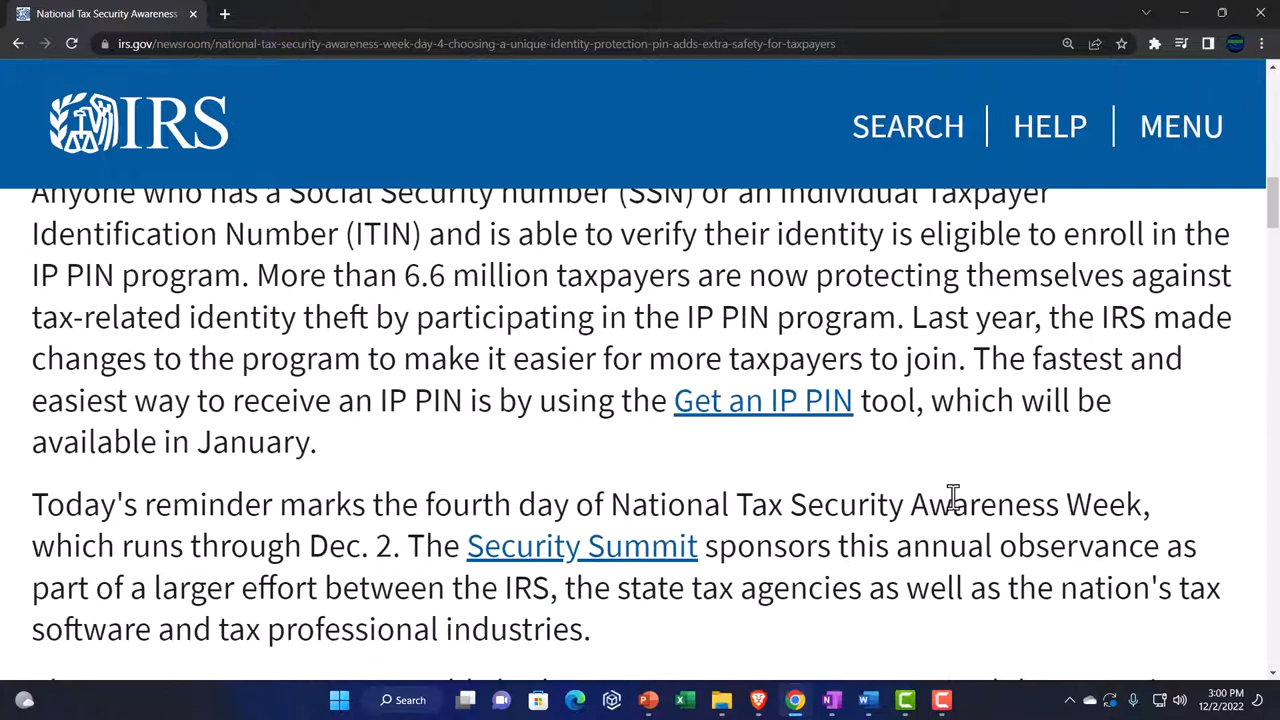 National Tax Security Awareness
irs.gov/newsroom/national-tax-security-awareness-week-day-4-choosing-a-unique-identity-protection-pin-adds-extra-safety-for-taxpayers
IRS
SEARCH
HELP
MENU
Anyone who has a Social Security number (SSN) or an Individual Taxpayer
Identification Number (ITIN) and is able to verify their identity is eligible to enroll in the
IP PIN program. More than 6.6 million taxpayers are now protecting themselves against
tax-related identity theft by participating in the IP PIN program. Last year, the IRS made
changes to the program to make it easier for more taxpayers to join. The fastest and
easiest way to receive an IP PIN is by using the Get an IP PIN tool, which will be
available in January.
Today's reminder marks the fourth day of National Tax Security Awareness Week,
which runs through Dec. 2. The Security Summit sponsors this annual observance as
part of a larger effort between the IRS, the state tax agencies as well as the nation's tax
software and tax professional industries.
Search
3:00 PM
12/2/2022